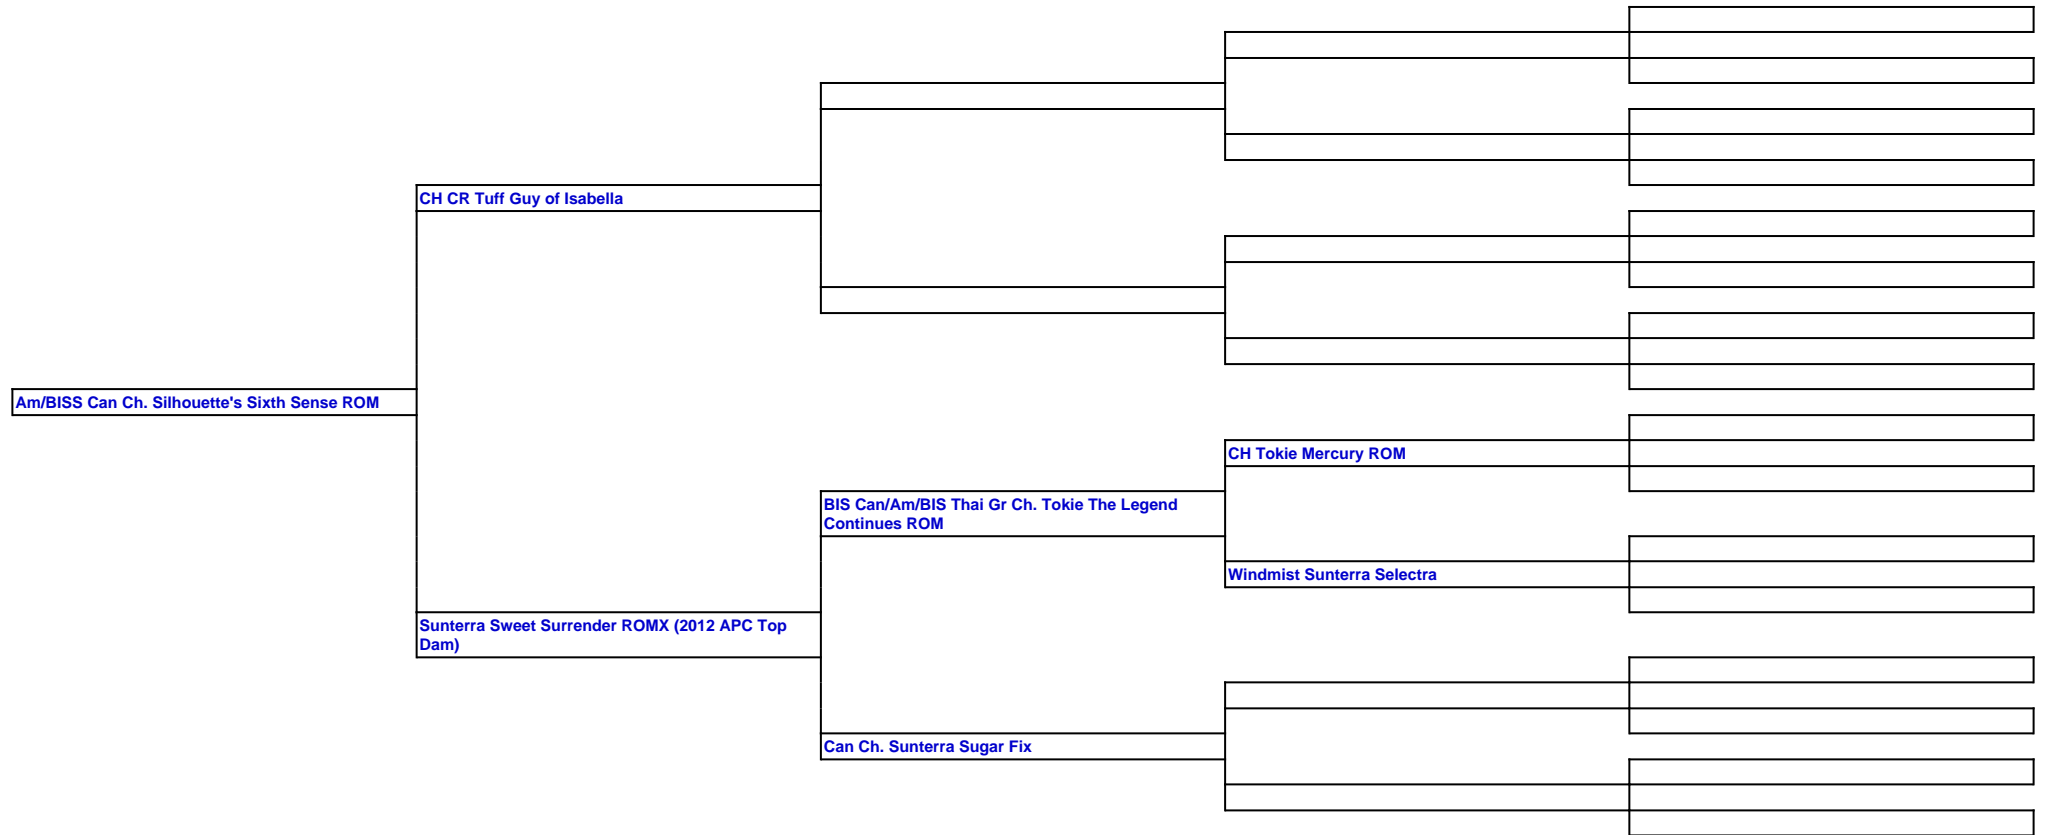 CH CR Tuff Guy of Isabella
Am/BISS Can Ch. Silhouette's Sixth Sense ROM
CH Tokie Mercury ROM
BIS Can/Am/BIS Thai Gr Ch. Tokie The Legend
Continues ROM
Windmist Sunterra Selectra
Sunterra Sweet Surrender ROMX (2012 APC Top
Dam)
Can Ch. Sunterra Sugar Fix